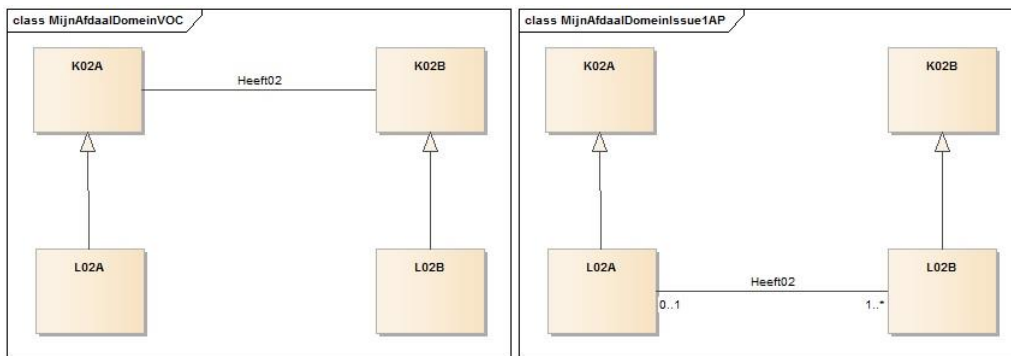 class MijnAfdaalDomeinVOC
K02A
K02B
Heeft02
L02A
L02B
class MijnAfdaalDomeinIssue1AP
K02A
K02B
L02A
L02B
Heeft02
0..1
1..*